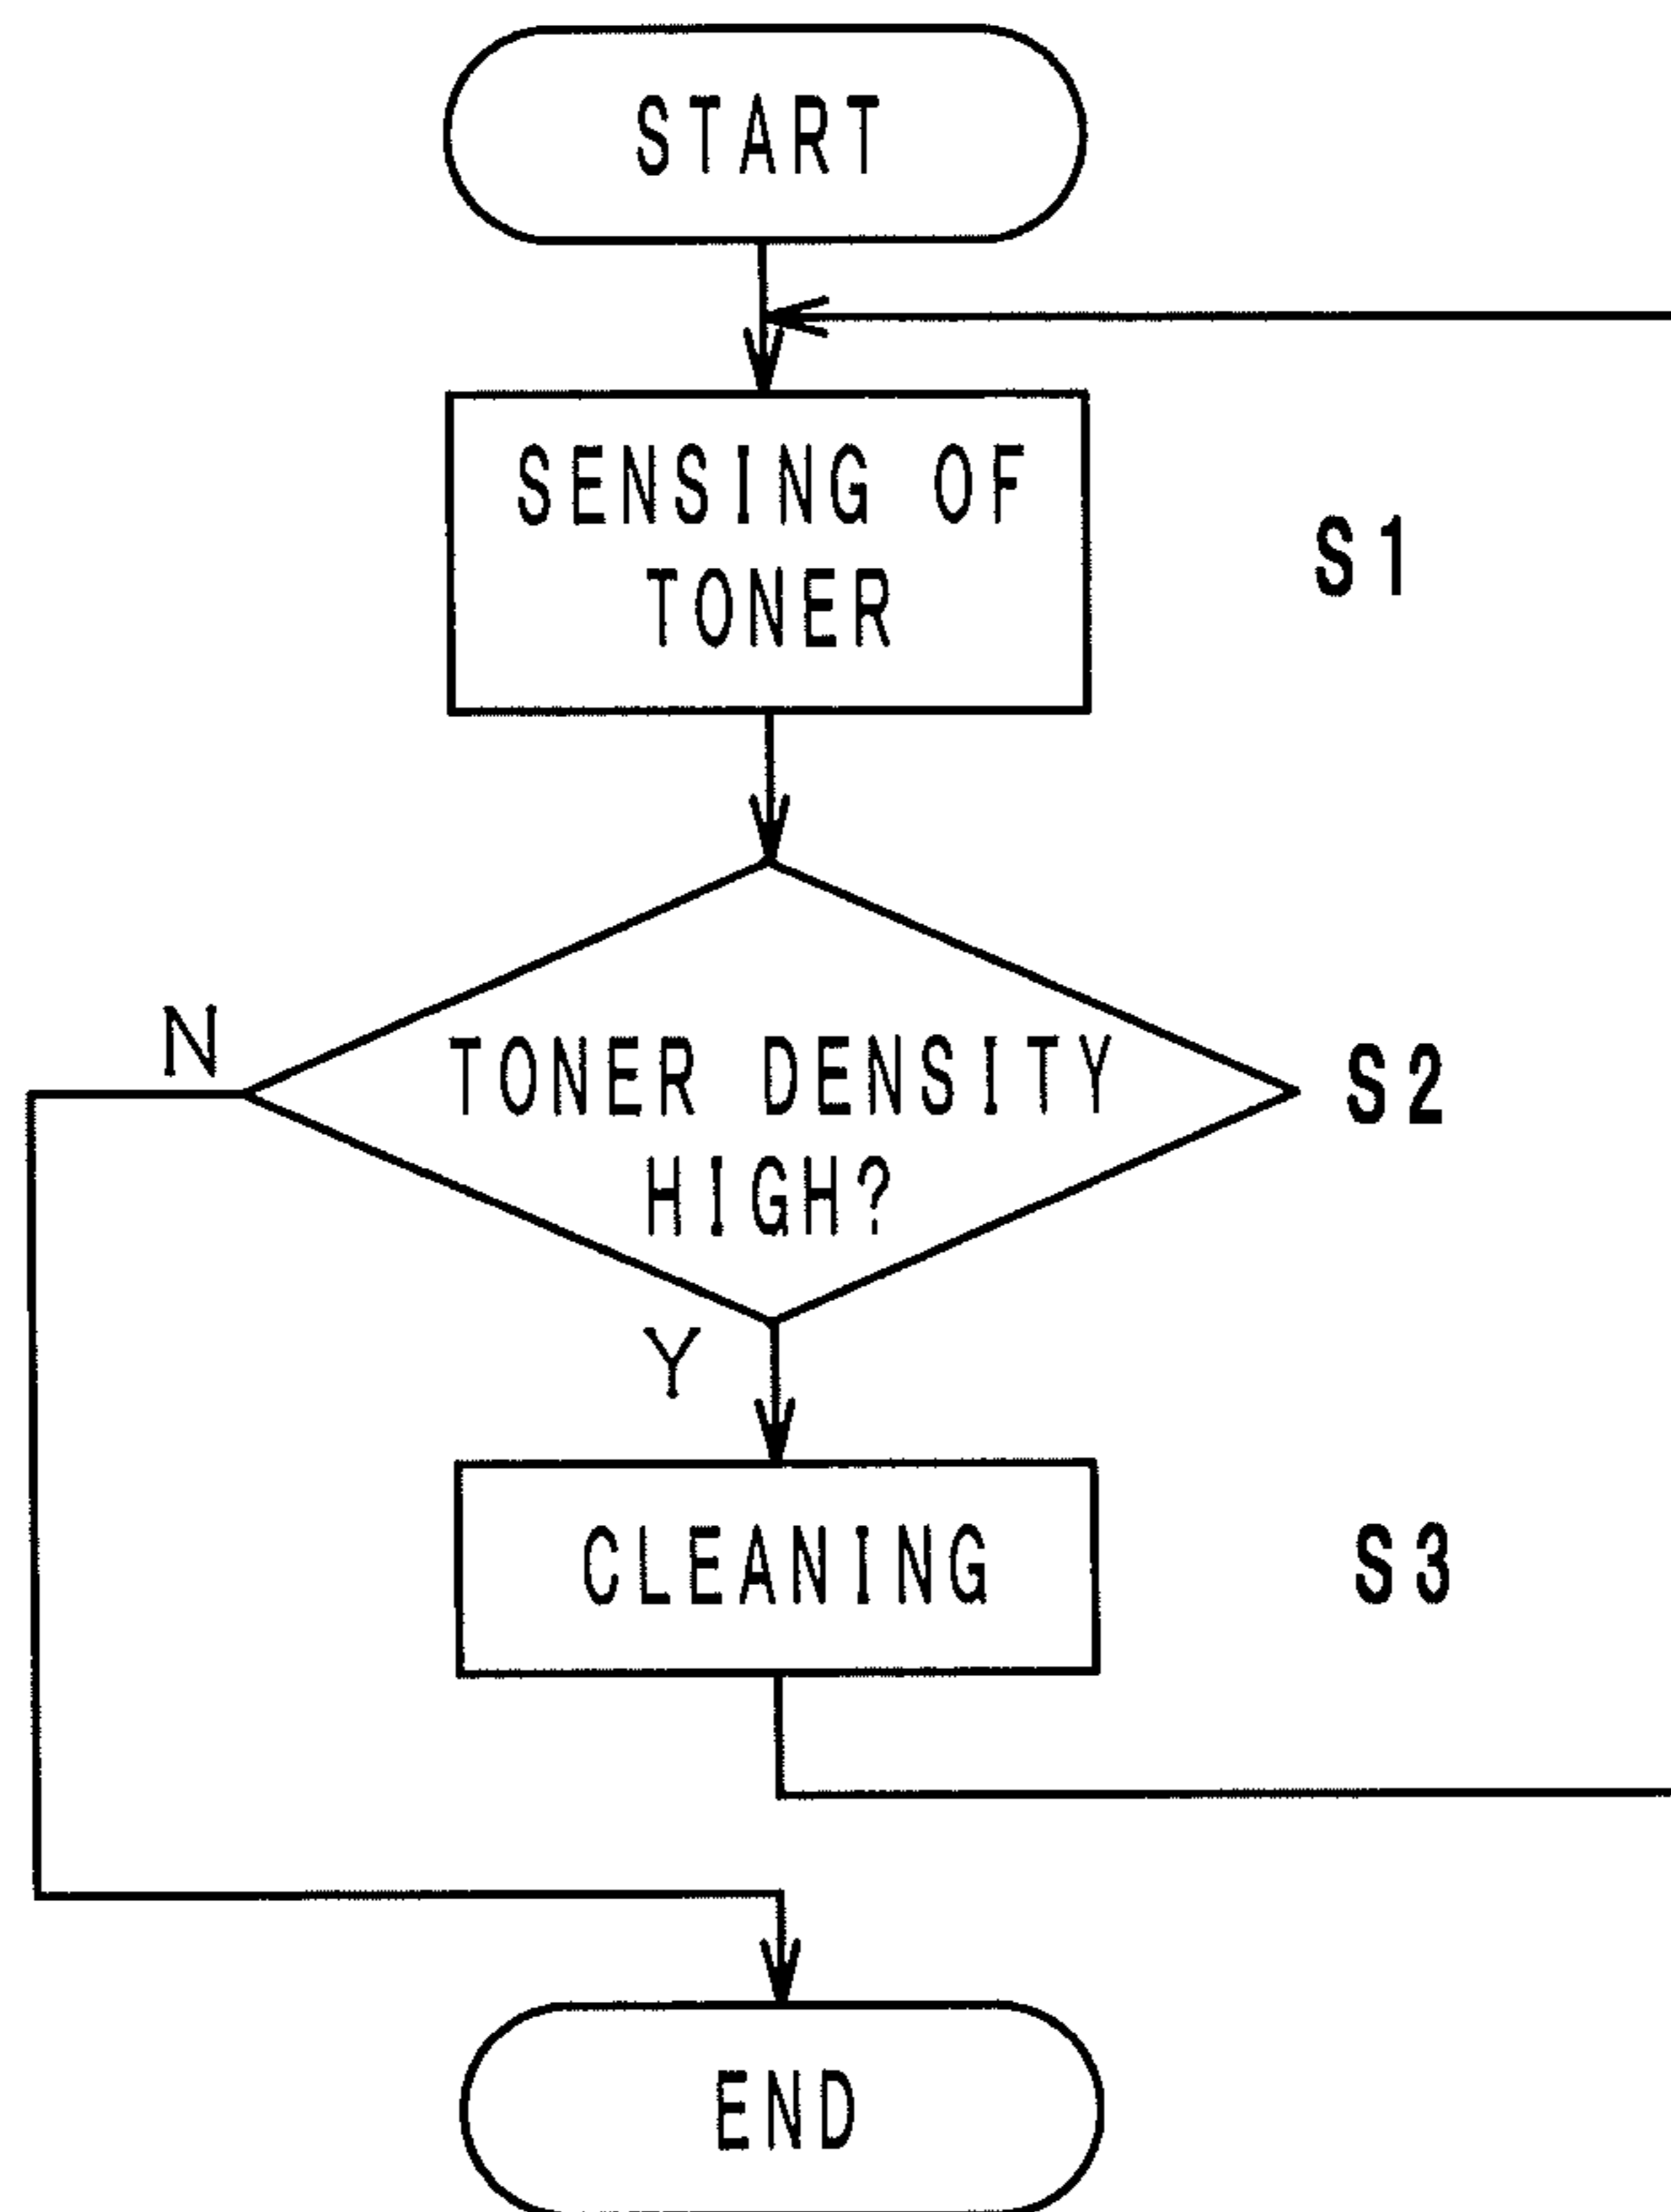 START
SENSING OF
TONER
S1
N
TONER DENSITY
HIGH?
S2
Y
CLEANING
S3
END